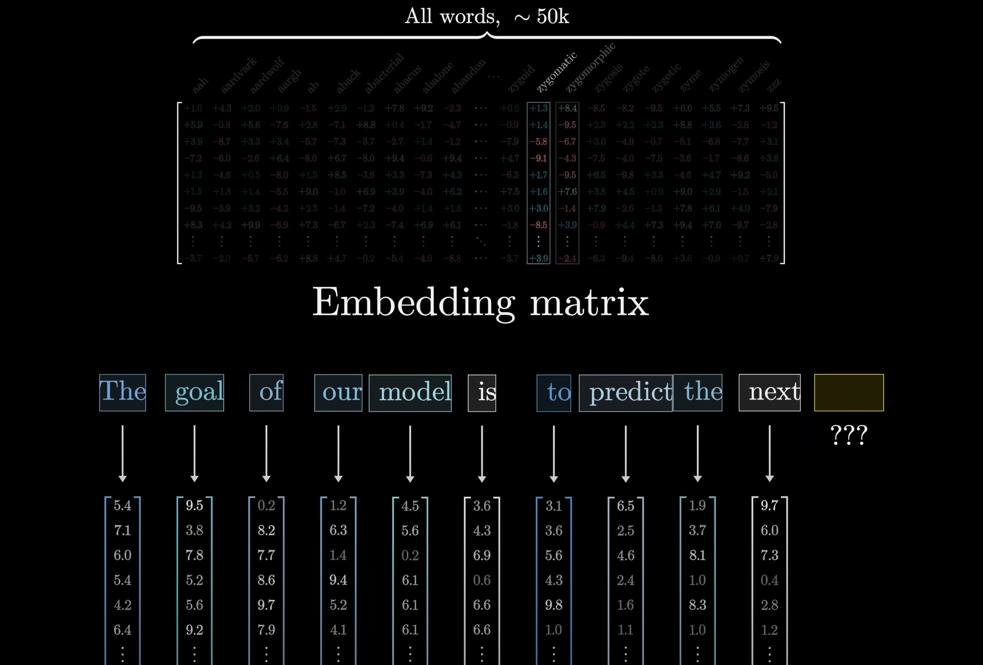 All words, ~ 50k
aah aardvark aardwolf aargh ab aback abacterial abacus abalone abandon ⋯ zygoid zygomatic zygomorphic zygosis zygote zygotic zyme zymogen zymosis zzz
+1.0 +4.3 +2.0 +0.9 −1.5 +2.9 −1.2 +7.8 +9.2 −2.3 ⋯ +0.6 +1.3 +8.4 −8.5 −8.2 −9.5 +6.6 +5.5 +7.3 +9.5
+5.9 −0.8 +5.6 −7.6 +2.8 −7.1 +8.8 +0.4 −1.7 −4.7 ⋯ −0.9 +1.4 −9.5 +2.3 +2.2 +2.3 +8.8 +3.6 −2.8 −1.2
+3.9 −8.7 +3.3 +3.4 −5.7 −7.3 −3.7 −2.7 +1.4 −1.2 ⋯ −7.9 −5.8 −6.7 +3.0 −4.9 −0.7 −5.1 −6.8 −7.7
−7.2 −6.0 −2.6 +6.4 −8.0 +6.7 −8.0 +9.4 −0.6 +9.4 ⋯ +4.7 −9.1 −4.3 −7.5 −4.0 −7.5 −3.6 −1.7 −8.6
+1.3 −4.6 +0.5 −8.0 +1.5 +8.5 −3.6 +3.3 −7.3 ⋯ −6.3 +1.7 −9.5 +6.5 −9.8 +3.5 −4.6 +9.2 −5.0
+1.8 +1.4 −5.5 +9.0 −1.0 +6.9 +3.9 −4.0 +6.2 ⋯ +7.5 +1.6 +7.6 −3.8 +4.5 +9.0 +2.9 −1.5 +2.1
−9.5 +3.2 −4.2 +2.3 −1.4 −7.2 −4.0 ⋯ +3.0 +3.0 −1.4 +7.9 −2.6 −1.3 +7.8 +6.1 +4.0 −7.9
+8.3 +4.2 +9.9 −6.9 +7.3 −6.7 +2.3 −7.4 +6.9 +6.1 ⋯ −1.8 −8.5 +3.9 −0.9 +4.4 +7.3 +9.4 +7.0 −9.7 −2.8
−3.7 −2.0 −5.7 −6.2 +8.8 +4.7 −0.2 −5.4 −4.9 −8.8 ⋯ −3.7 +3.9 −2.4 −6.3 −9.4 −8.5 +3.6 −0.9 +0.7 +7.9
Embedding matrix
The goal of our model is to predict the next
???
5.4 9.5 0.2 1.2 4.5 3.6 3.1 6.5 1.9 9.7
7.1 3.8 8.2 6.3 5.6 4.3 3.6 2.5 3.7 6.0
6.0 7.8 7.7 1.4 0.2 6.9 5.6 4.6 8.1 7.3
5.4 5.2 8.6 9.4 6.1 0.6 4.3 2.4 1.0 0.4
4.2 5.6 9.7 5.2 6.1 6.6 9.8 1.6 8.3 2.8
6.4 9.2 7.9 4.1 6.1 6.6 1.0 1.1 1.0 1.2